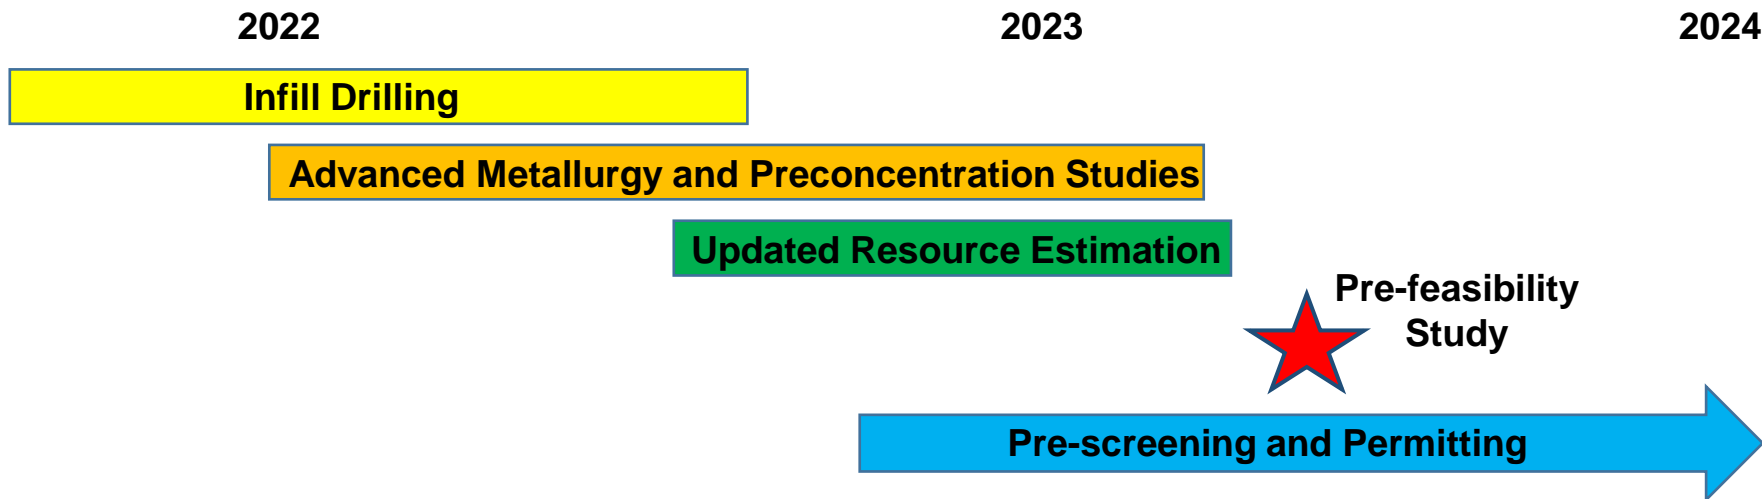 2022 2023 2024
Infill Drilling
Advanced Metallurgy and Preconcentration Studies
Updated Resource Estimation
Pre-feasibility
Study
Pre-screening and Permitting